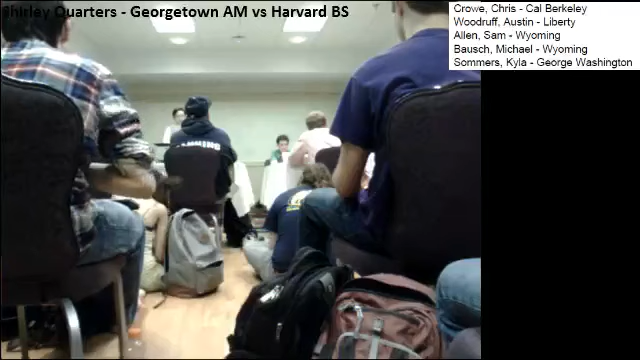 Shirley Quarters - Georgetown AM vs Harvard BS
Crowe, Chris - Cal Berkeley
Woodruff, Austin - Liberty
Allen, Sam - Wyoming
Bausch, Michael - Wyoming
Sommers, Kyla - George Washington